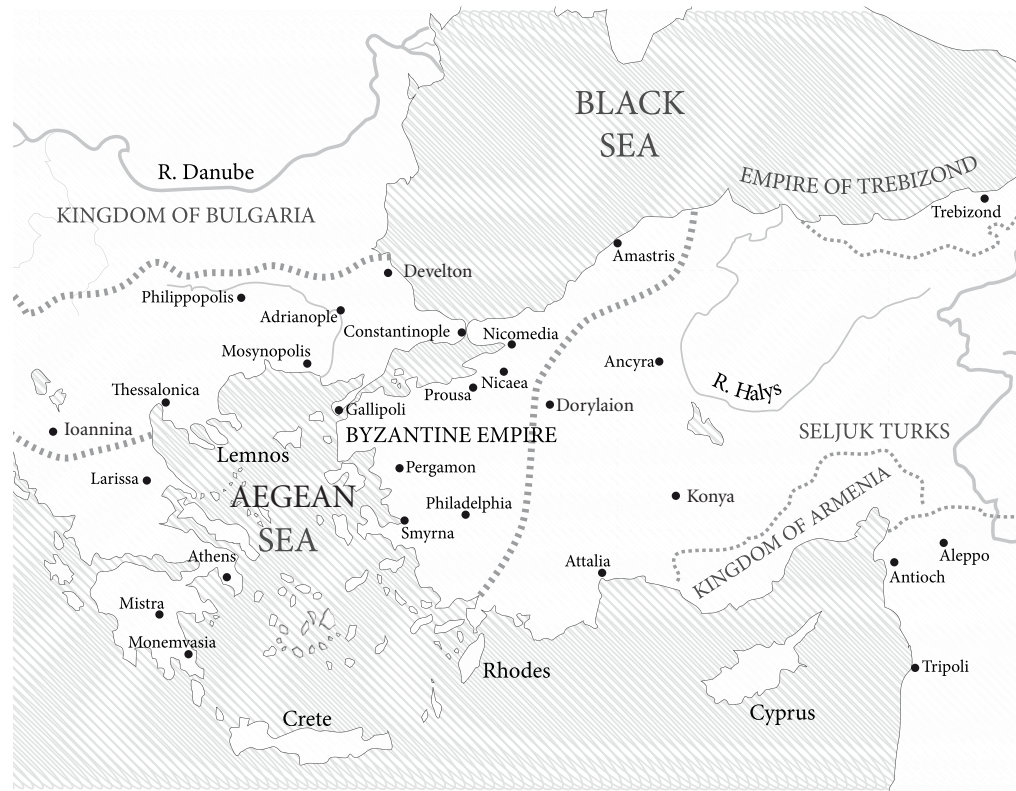 BLACK
SEA
R. Danube
EMPIRE OF TREBIZOND
KINGDOM OF BULGARIA
Trebizond
Amastris
Develton
Philippopolis
Adrianople
Constantinople
Nicomedia
Mosynopolis
Ancyra
Nicaea
Prousa
R. Halys
Thessalonica
Gallipoli
Dorylaion
Ioannina
BYZANTINE EMPIRE
SELJUK TURKS
Lemnos
Pergamon
Larissa
AEGEAN
SEA
Konya
Philadelphia
Smyrna
KINGDOM OF ARMENIA
Athens
Attalia
Aleppo
Antioch
Mistra
Monemvasia
Rhodes
Tripoli
Crete
Cyprus